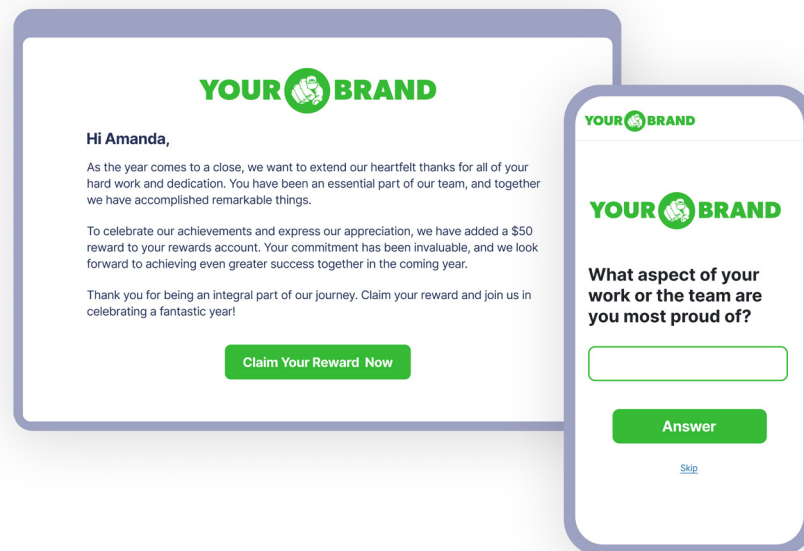 YOUR BRAND
Hi Amanda,
As the year comes to a close, we want to extend our heartfelt thanks for all of your
hard work and dedication. You have been an essential part of our team, and together
we have accomplished remarkable things.
To celebrate our achievements and express our appreciation, we have added a $50
reward to your rewards account. Your commitment has been invaluable, and we look
forward to achieving even greater success together in the coming year.
Thank you for being an integral part of our journey. Claim your reward and join us in
celebrating a fantastic year!
Claim Your Reward Now
YOUR BRAND
YOUR BRAND
What aspect of your
work or the team are
you most proud of?
Answer
Skip